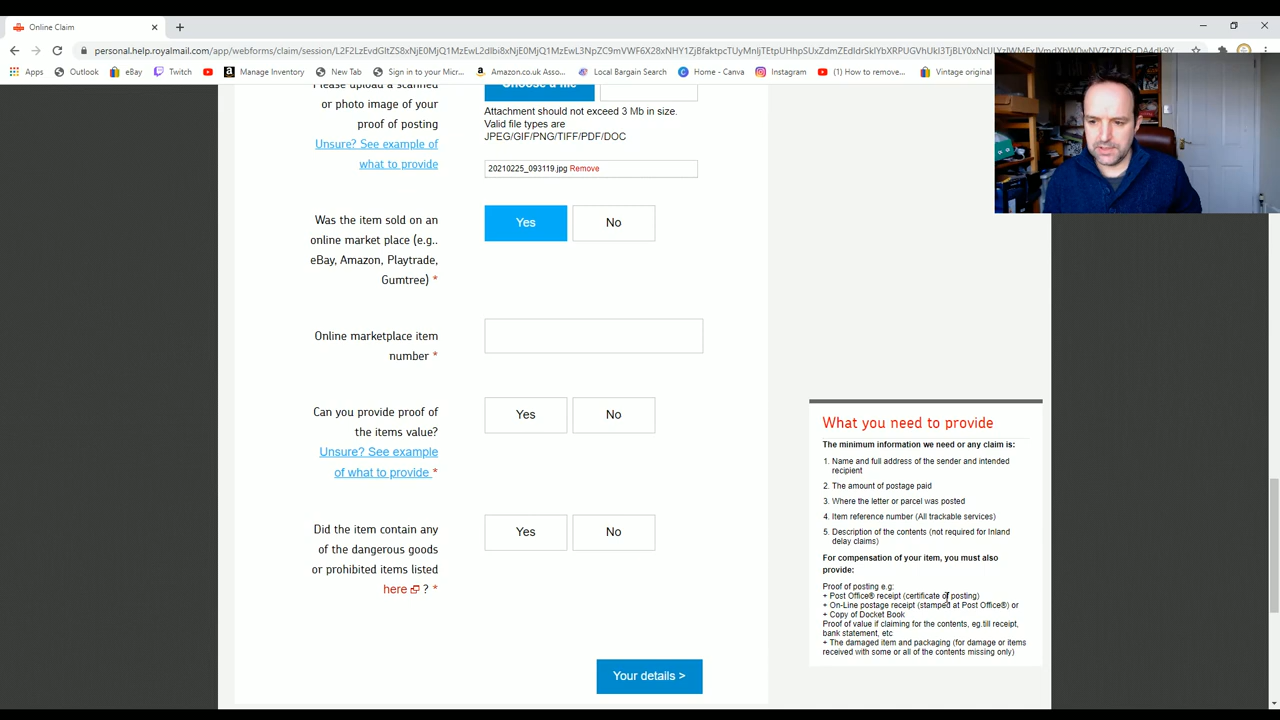 Online Claim
personal.help.royalmail.com
Apps
Outlook
eBay
Twitch
Manage Inventory
New Tab
Sign in to your Micr...
Amazon.co.uk Asso...
Local Bargain Search
Home - Canva
Instagram
(1) How to remove...
Vintage original
Please upload a scanned
or photo image of your
proof of posting
Unsure? See example of
what to provide
Choose a file
Attachment should not exceed 3 Mb in size.
Valid file types are
JPEG/GIF/PNG/TIFF/PDF/DOC
20210225_093119.jpg Remove
Was the item sold on an
online market place (e.g..
eBay, Amazon, Playtrade,
Gumtree) *
Yes
No
Online marketplace item
number *
Can you provide proof of
the items value?
Unsure? See example
of what to provide *
Yes
No
Did the item contain any
of the dangerous goods
or prohibited items listed
here ? *
Yes
No
Your details >
What you need to provide
The minimum information we need or any claim is:
1. Name and full address of the sender and intended
recipient
2. The amount of postage paid
3. Where the letter or parcel was posted
4. Item reference number (All trackable services)
5. Description of the contents (not required for Inland
delay claims)
For compensation of your item, you must also
provide:
Proof of posting e.g:
+ Post Office® receipt (certificate of posting)
+ On-Line postage receipt (stamped at Post Office®) or
+ Copy of Docket Book
Proof of value if claiming for the contents, eg.till receipt,
bank statement, etc
+ The damaged item and packaging (for damage or items
received with some or all of the contents missing only)